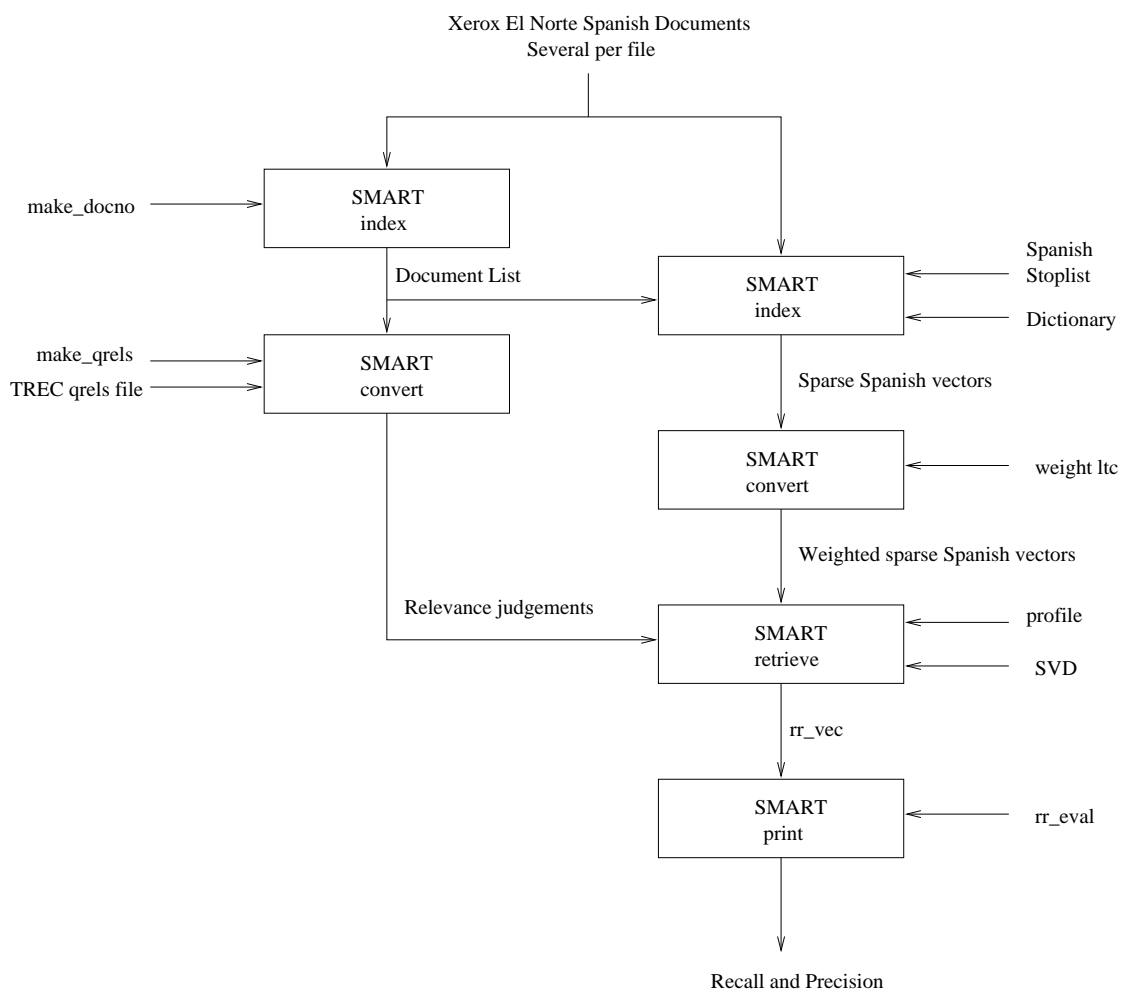 Xerox El Norte Spanish Documents
Several per file
make_docno
SMART
index
Document List
Spanish
Stoplist
SMART
index
Dictionary
make_qrels
TREC qrels file
SMART
convert
Sparse Spanish vectors
SMART
convert
weight ltc
Weighted sparse Spanish vectors
Relevance judgements
SMART
retrieve
profile
SVD
rr_vec
SMART
print
rr_eval
Recall and Precision